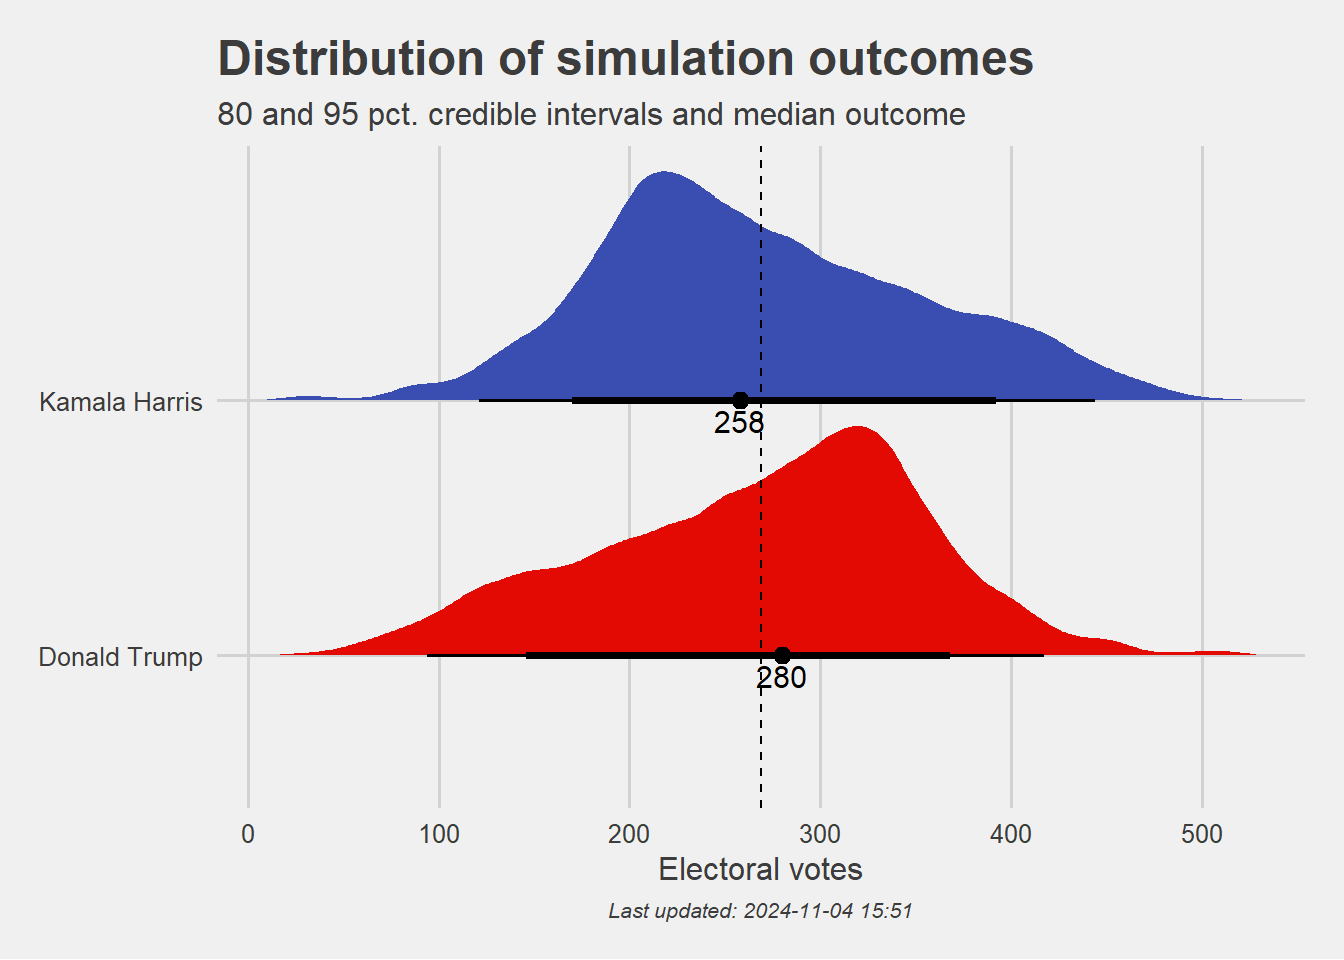 Distribution of simulation outcomes
80 and 95 pct. credible intervals and median outcome
Kamala Harris
258
Donald Trump
280
0 100 200 300 400 500
Electoral votes
Last updated: 2024-11-04 15:51